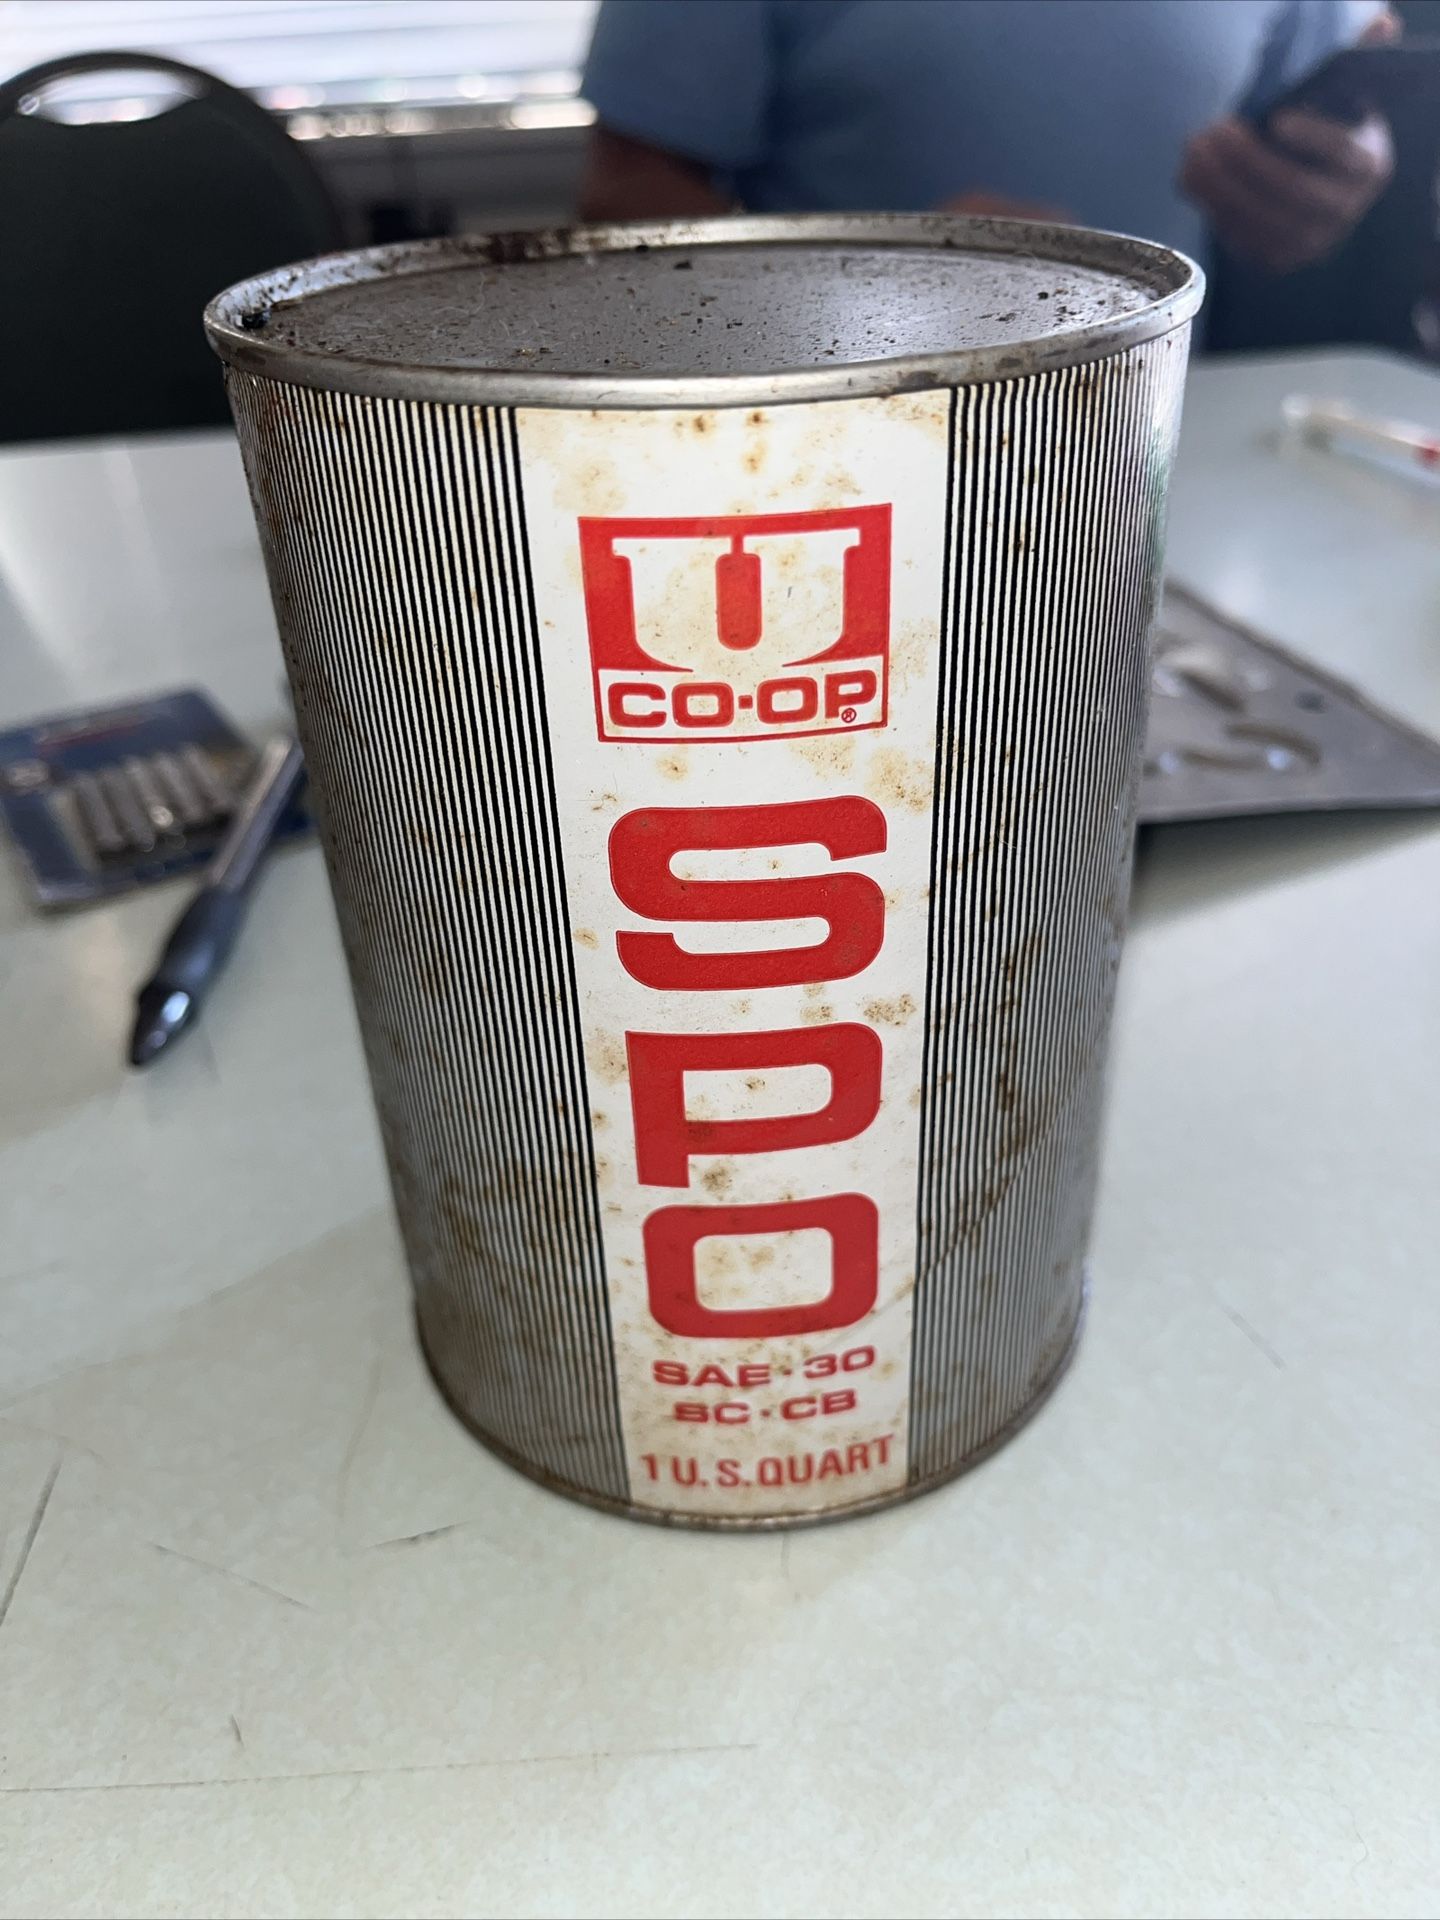 U
CO-OP®
SPO
SAE·30
SC·CB
1 U.S. QUART